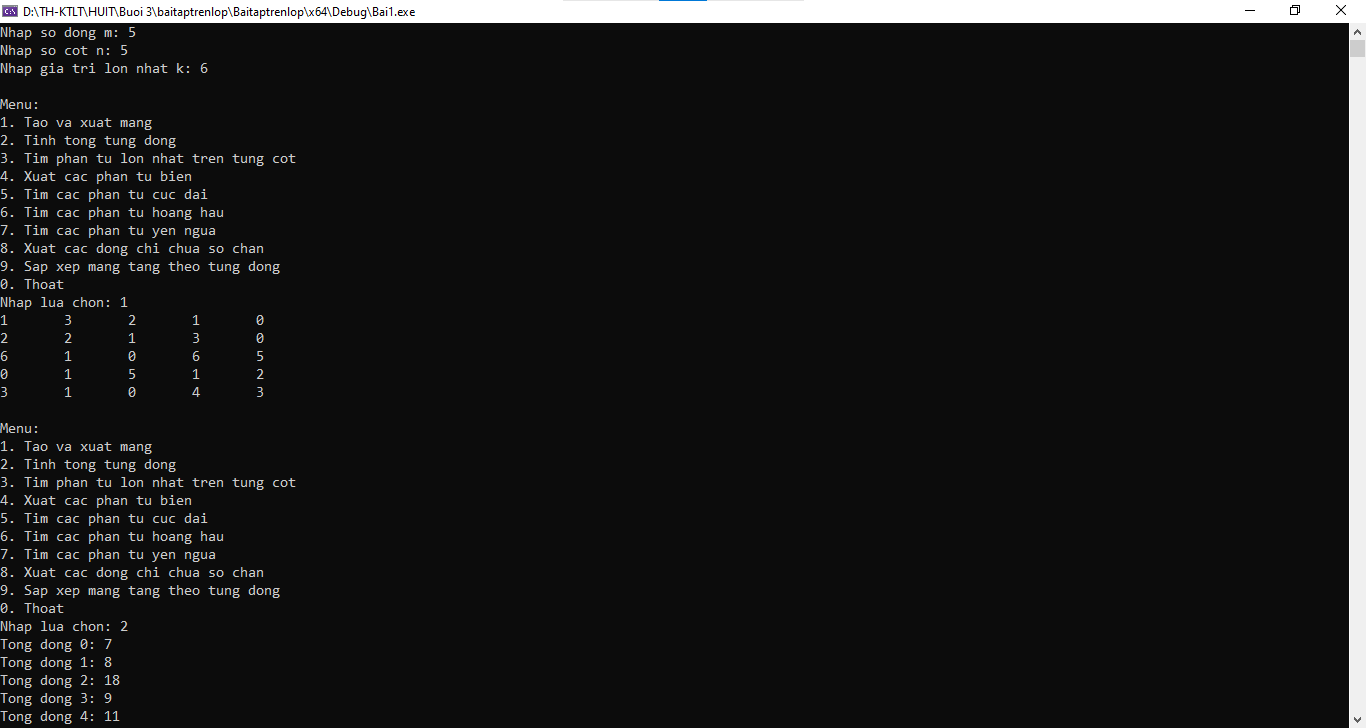 D:\TH-KTLT\HUIT\Buoi 3\baitaptrenlop\Baitaptrenlop\x64\Debug\Bai1.exe
Nhap so dong m: 5
Nhap so cot n: 5
Nhap gia tri lon nhat k: 6
Menu:
1. Tao va xuat mang
2. Tinh tong tung dong
3. Tim phan tu lon nhat tren tung cot
4. Xuat cac phan tu bien
5. Tim cac phan tu cuc dai
6. Tim cac phan tu hoang hau
7. Tim cac phan tu yen ngua
8. Xuat cac dong chi chua so chan
9. Sap xep mang tang theo tung dong
0. Thoat
Nhap lua chon: 1
1 3 2 1 0
2 2 1 3 0
6 1 0 6 5
0 1 5 1 2
3 1 0 4 3
Menu:
1. Tao va xuat mang
2. Tinh tong tung dong
3. Tim phan tu lon nhat tren tung cot
4. Xuat cac phan tu bien
5. Tim cac phan tu cuc dai
6. Tim cac phan tu hoang hau
7. Tim cac phan tu yen ngua
8. Xuat cac dong chi chua so chan
9. Sap xep mang tang theo tung dong
0. Thoat
Nhap lua chon: 2
Tong dong 0: 7
Tong dong 1: 8
Tong dong 2: 18
Tong dong 3: 9
Tong dong 4: 11